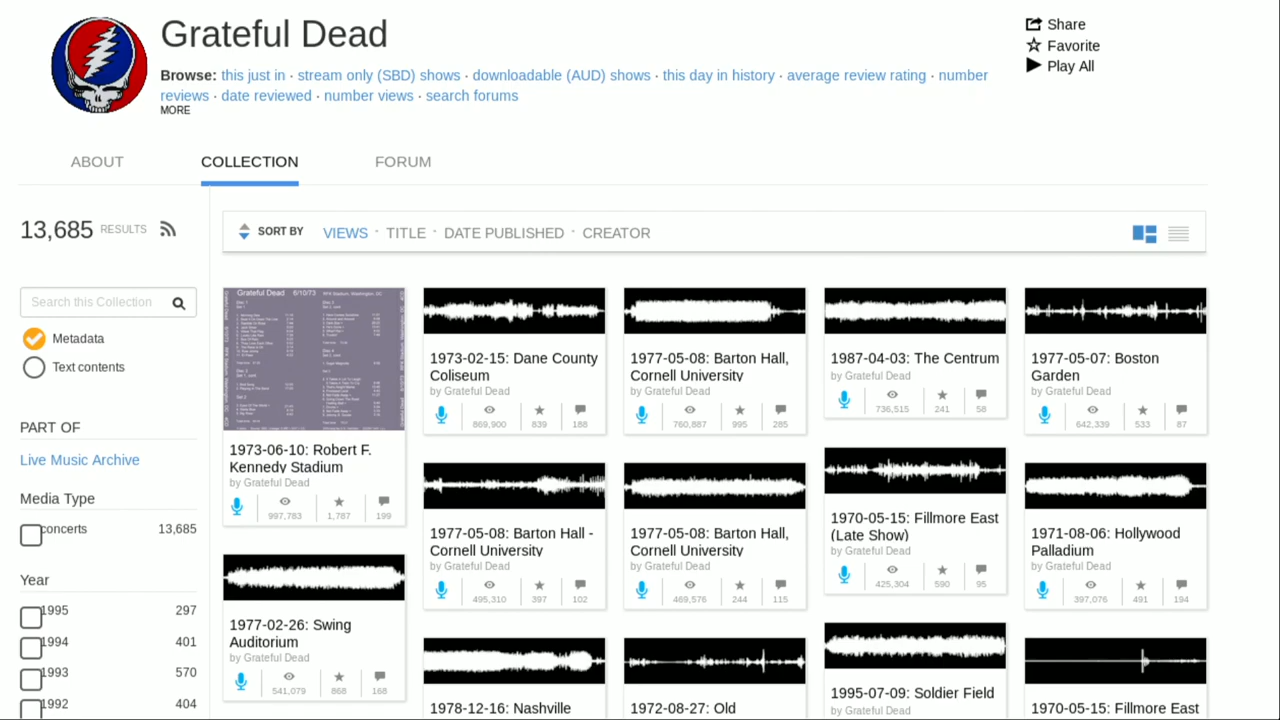 Grateful Dead
Share
Favorite
Play All
Browse: this just in · stream only (SBD) shows · downloadable (AUD) shows · this day in history · average review rating · number
reviews · date reviewed · number views · search forums
MORE
ABOUT
COLLECTION
FORUM
13,685 RESULTS
SORT BY
VIEWS · TITLE · DATE PUBLISHED · CREATOR
Search this Collection
Metadata
Text contents
PART OF
Live Music Archive
Media Type
concerts 13,685
Year
1995 297
1994 401
1993 570
1992 404
Grateful Dead 6/10/73
1973-06-10: Robert F.
Kennedy Stadium
by Grateful Dead
997,783 1,787 199
1977-02-26: Swing
Auditorium
by Grateful Dead
541,079 868 168
1973-02-15: Dane County
Coliseum
by Grateful Dead
869,900 839 188
1977-05-08: Barton Hall -
Cornell University
by Grateful Dead
495,310 397 102
1978-12-16: Nashville
1977-05-08: Barton Hall,
Cornell University
by Grateful Dead
760,887 995 285
1977-05-08: Barton Hall,
Cornell University
by Grateful Dead
469,576 244 115
1972-08-27: Old
1987-04-03: The Centrum
by Grateful Dead
736,515 241 58
1970-05-15: Fillmore East
(Late Show)
by Grateful Dead
425,304 590 95
1995-07-09: Soldier Field
by Grateful Dead
1977-05-07: Boston
Garden
by Grateful Dead
642,339 533 87
1971-08-06: Hollywood
Palladium
by Grateful Dead
397,076 491 194
1970-05-15: Fillmore East